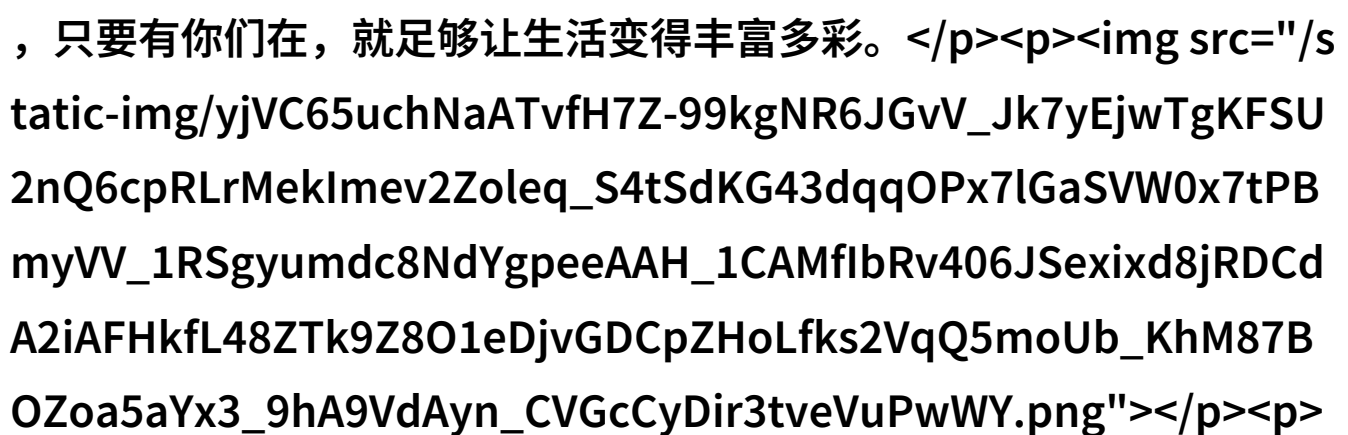 ，只要有你们在，就足够让生活变得丰富多彩。</p><p><img src="/s
tatic-img/yjVC65uchNaATvfH7Z-99kgNR6JGvV_Jk7yEjwTgKFSU
2nQ6cpRLrMekImev2Zoleq_S4tSdKG43dqqOPx7lGaSVW0x7tPB
myVV_1RSgyumdc8NdYgpeeAAH_1CAMfIbRv406JSexixd8jRDCd
A2iAFHkfL48ZTk9Z8O1eDjvGDCpZHoLfks2VqQ5moUb_KhM87B
OZoa5aYx3_9hA9VdAyn_CVGcCyDir3tveVuPwWY.png"></p><p>